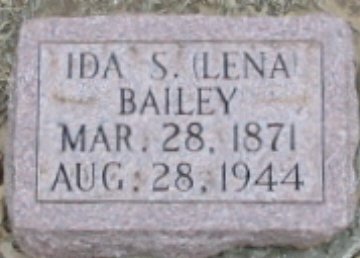 IDA S. (LENA)
BAILEY
MAR. 28, 1871
AUG. 28, 1944